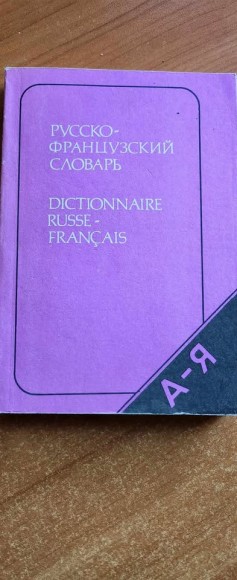 РУССКО-
ФРАНЦУЗСКИЙ
СЛОВАРЬ
DICTIONNAIRE
RUSSE-
FRANÇAIS
А-Я